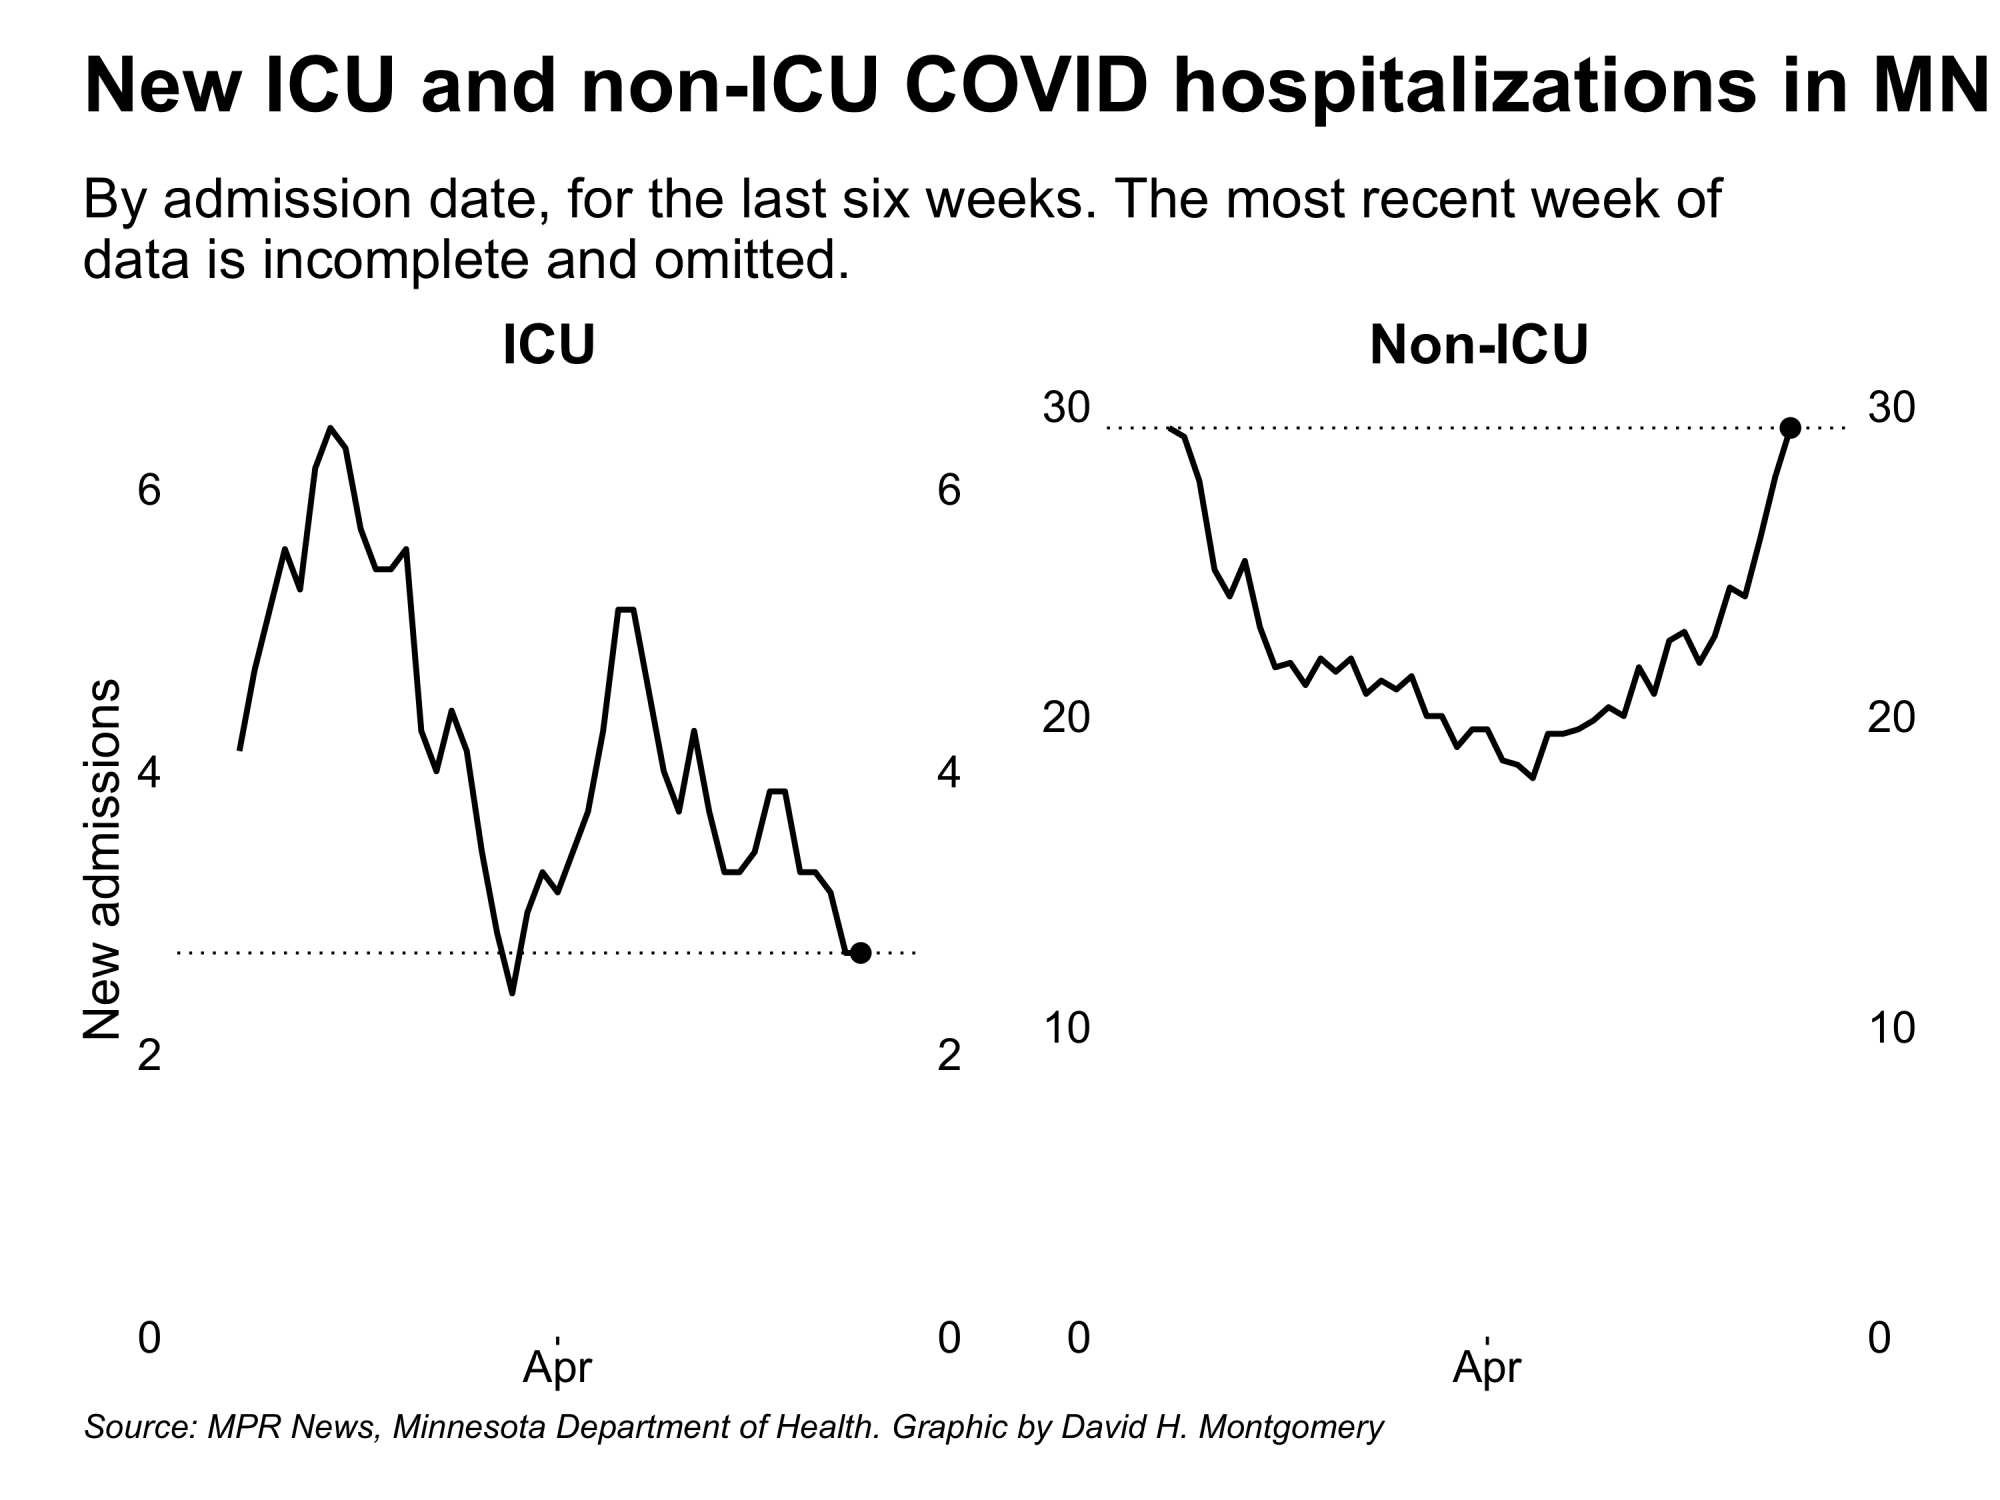 New ICU and non-ICU COVID hospitalizations in MN
By admission date, for the last six weeks. The most recent week of
data is incomplete and omitted.
ICU
Non-ICU
New admissions
6
4
2
0
6
4
2
0
Apr
30
20
10
0
30
20
10
0
Apr
Source: MPR News, Minnesota Department of Health. Graphic by David H. Montgomery